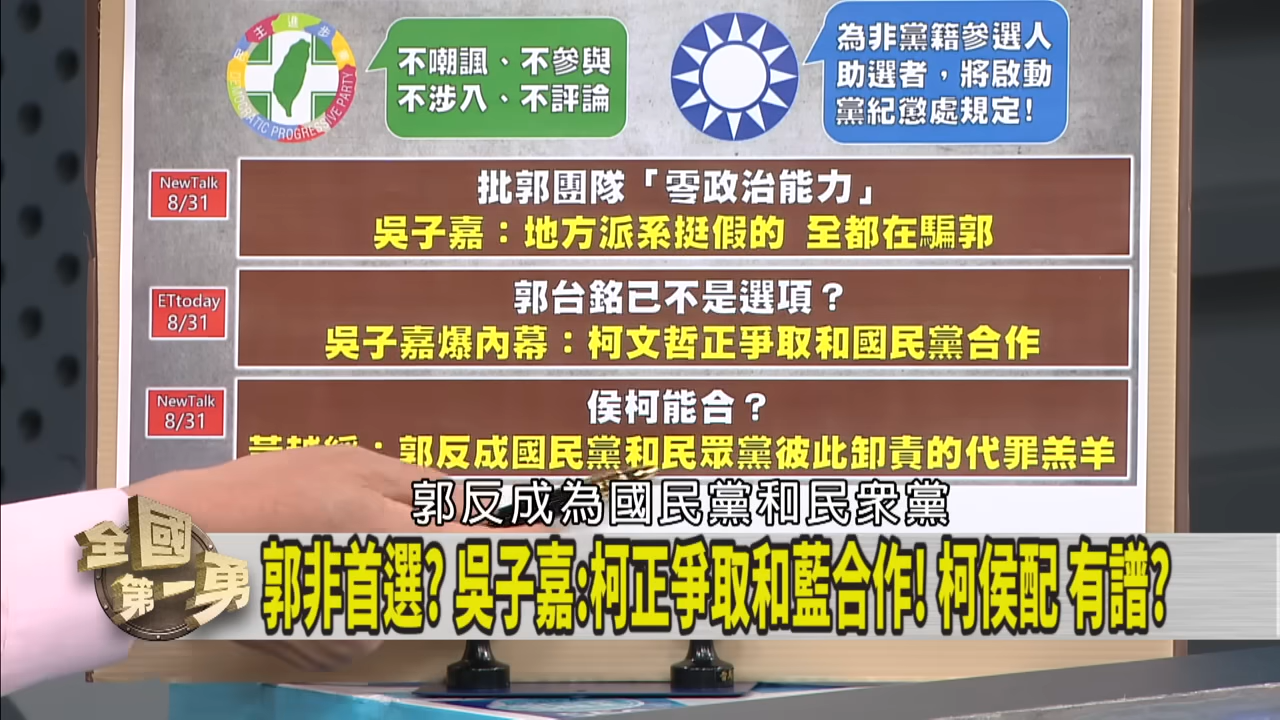 民主進步黨
DEMOCRATIC PROGRESSIVE PARTY
不嘲諷、不參與
不涉入、不評論
為非黨籍參選人
助選者,將啟動
黨紀懲處規定!
NewTalk
8/31
批郭團隊「零政治能力」
吳子嘉:地方派系挺假的 全都在騙郭
ETtoday
8/31
郭台銘已不是選項?
吳子嘉爆內幕:柯文哲正爭取和國民黨合作
NewTalk
8/31
侯柯能合?
:郭反成國民黨和民眾黨彼此卸責的代罪羔羊
郭反成為國民黨和民眾黨
全國第一勇
郭非首選? 吳子嘉:柯正爭取和藍合作! 柯侯配 有譜?